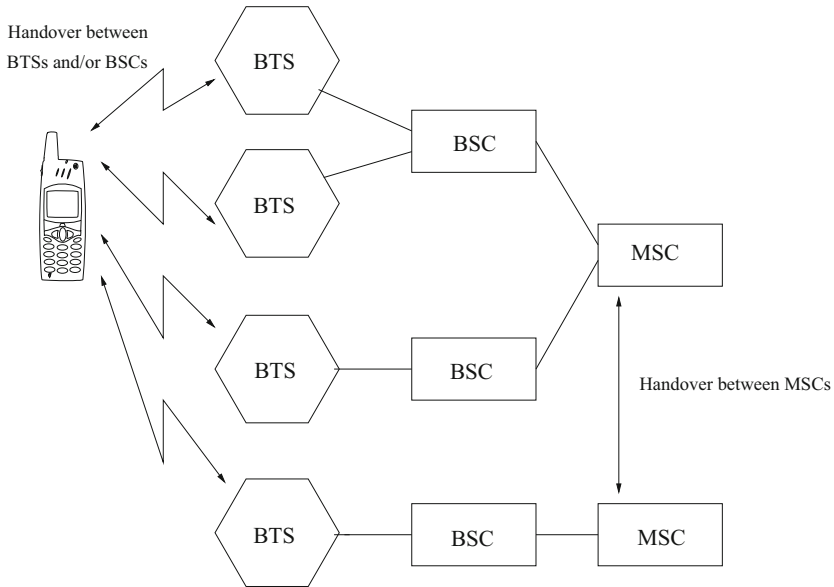 Handover between
BTSs and/or BSCs
BTS
BSC
BTS
MSC
BTS
BSC
Handover between MSCs
BTS
BSC
MSC